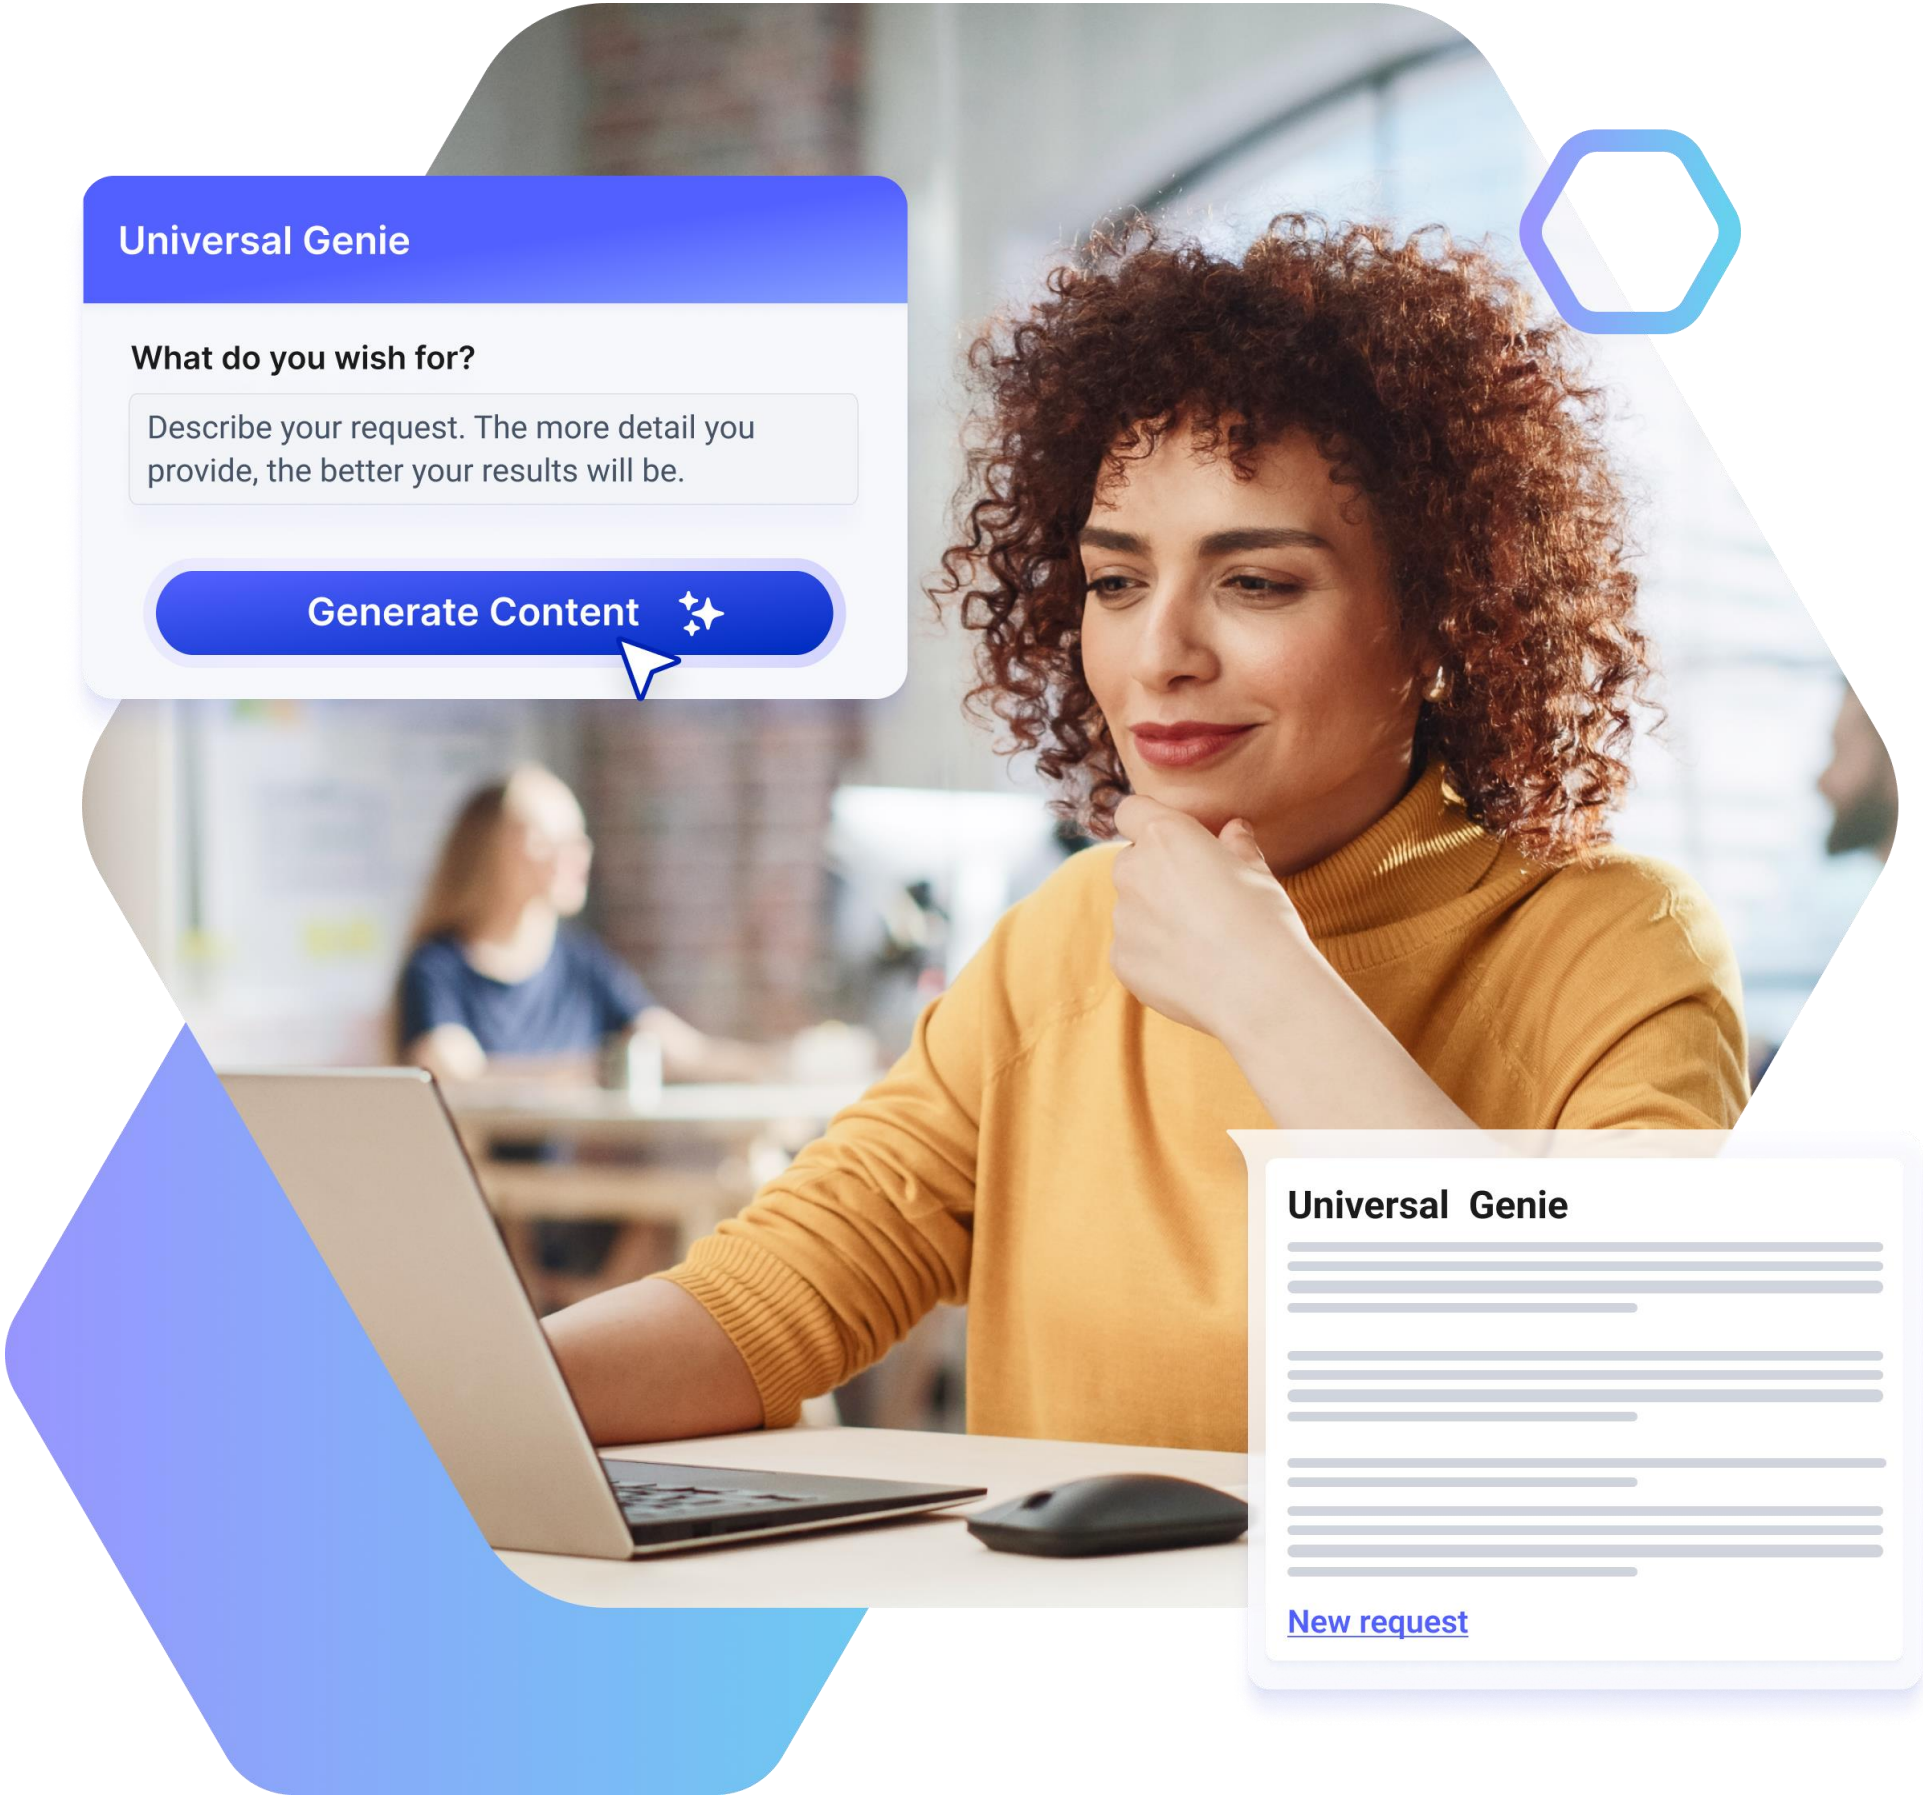 Universal Genie
What do you wish for?
Describe your request. The more detail you
provide, the better your results will be.
Generate Content
Universal Genie
New request